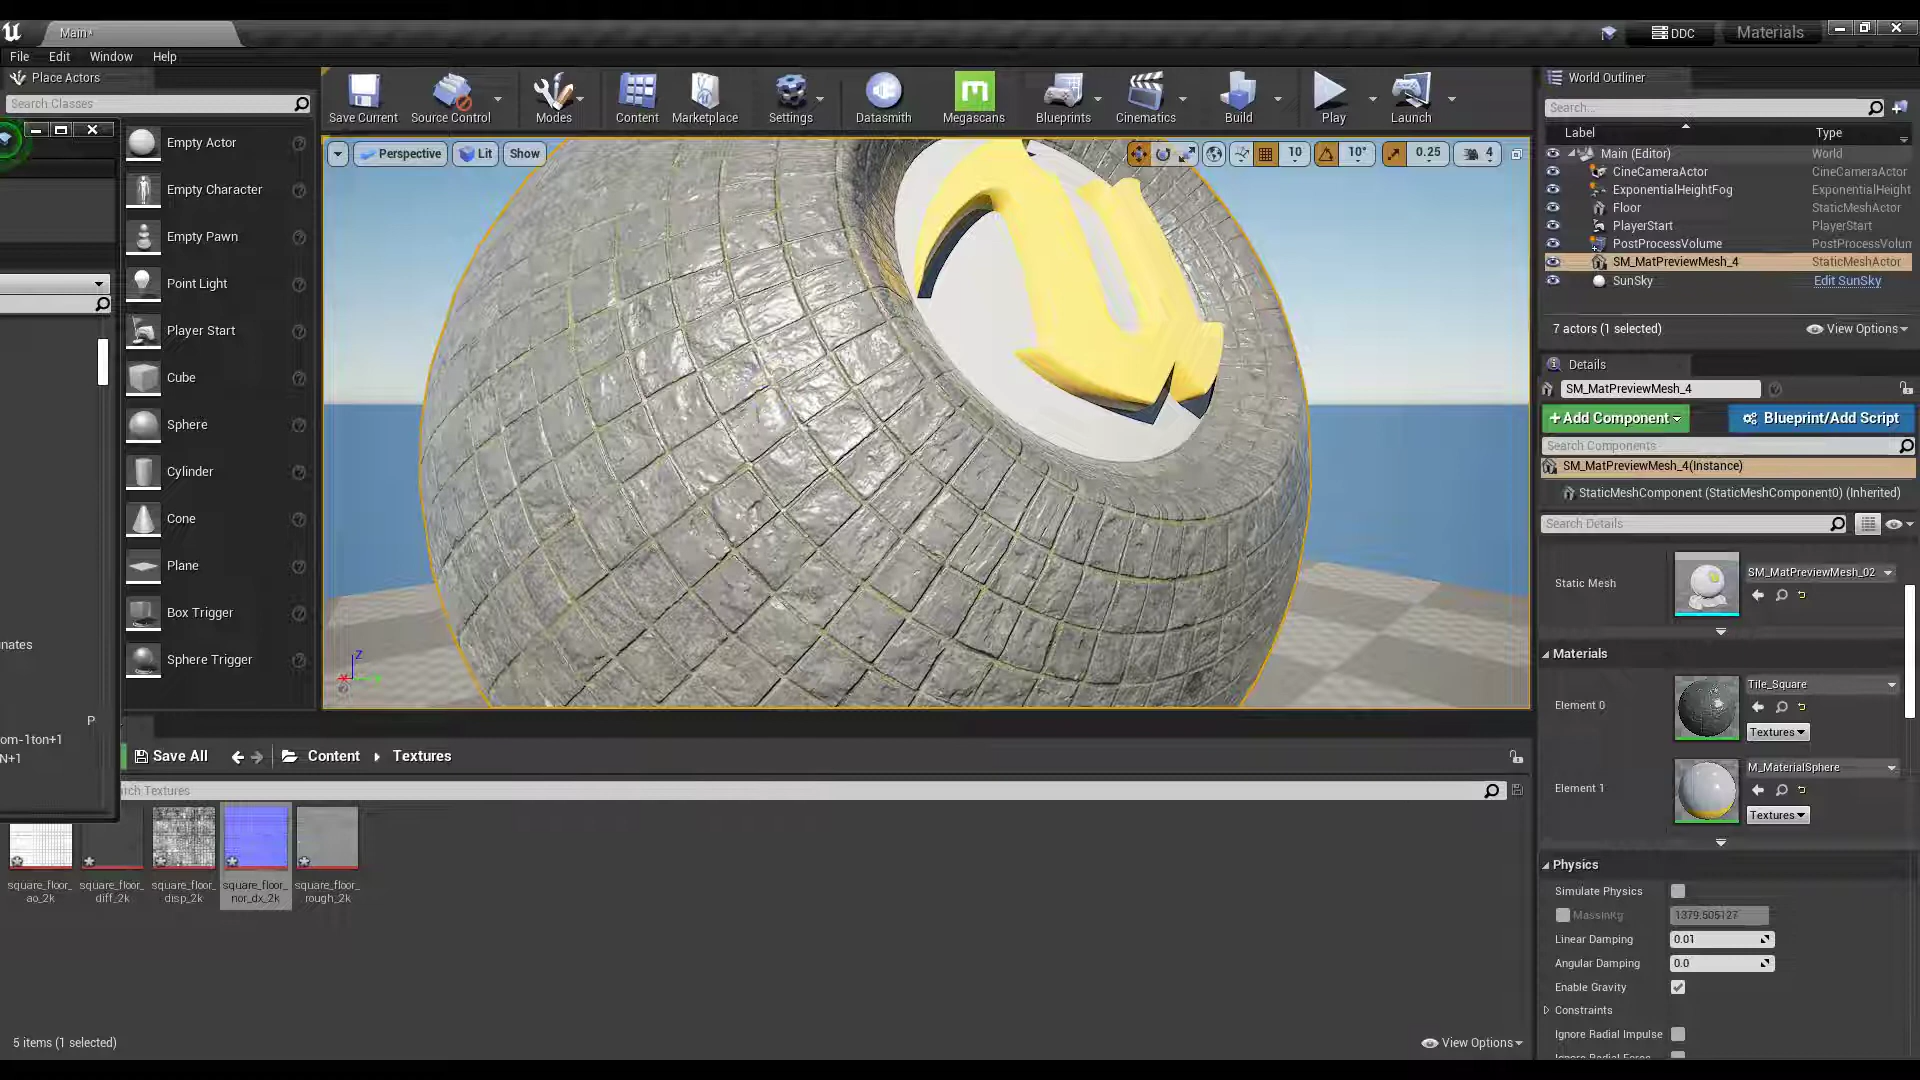 Main*
DDC
Materials
File
Edit
Window
Help
Place Actors
Search Classes
Empty Actor
Empty Character
Empty Pawn
Point Light
Player Start
Cube
Sphere
Cylinder
Cone
Plane
Box Trigger
Sphere Trigger
nates
P
om-1ton+1
N+1
Save Current
Source Control
Modes
Content
Marketplace
Settings
Datasmith
Megascans
Blueprints
Cinematics
Build
Play
Launch
Perspective
Lit
Show
10
10°
0.25
4
Z
Save All
Content
Textures
rch Textures
square_floor_
ao_2k
square_floor_
diff_2k
square_floor_
disp_2k
square_floor_
nor_dx_2k
square_floor_
rough_2k
5 items (1 selected)
View Options
World Outliner
Search...
Label
Type
Main (Editor)
World
CineCameraActor
CineCameraActor
ExponentialHeightFog
ExponentialHeight
Floor
StaticMeshActor
PlayerStart
PlayerStart
PostProcessVolume
PostProcessVolum
SM_MatPreviewMesh_4
StaticMeshActor
SunSky
Edit SunSky
7 actors (1 selected)
View Options
Details
SM_MatPreviewMesh_4
+Add Component
Blueprint/Add Script
Search Components
SM_MatPreviewMesh_4(Instance)
StaticMeshComponent (StaticMeshComponent0) (Inherited)
Search Details
Static Mesh
SM_MatPreviewMesh_02
Materials
Element 0
Tile_Square
Textures
Element 1
M_MaterialSphere
Textures
Physics
Simulate Physics
MassInKg
1379.505127
Linear Damping
0.01
Angular Damping
0.0
Enable Gravity
Constraints
Ignore Radial Impulse
Ignore Radial Force